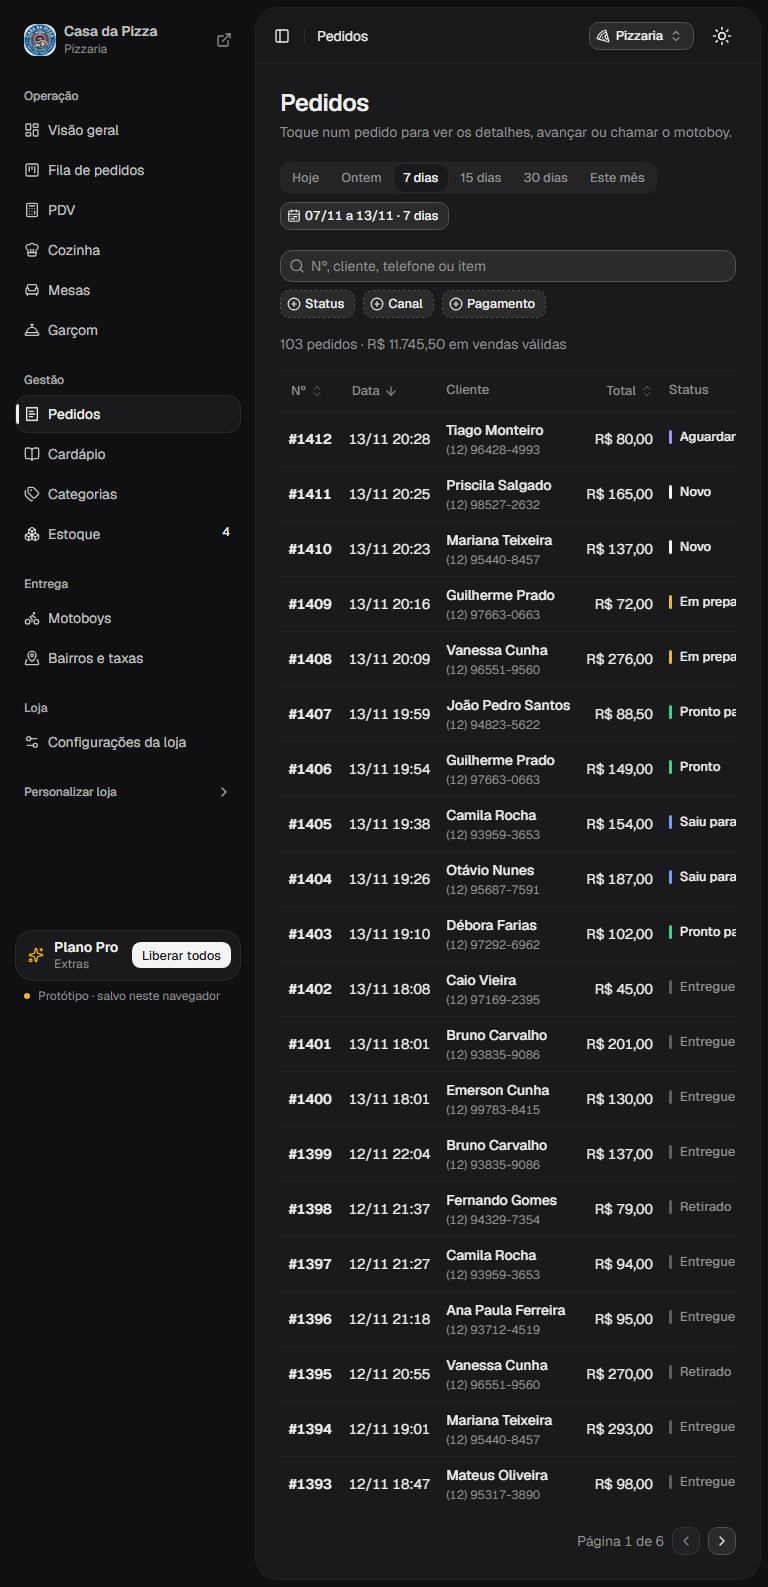 Casa da Pizza
Pizzaria
Operação
Visão geral
Fila de pedidos
PDV
Cozinha
Mesas
Garçom
Gestão
Pedidos
Cardápio
Categorias
Estoque 4
Entrega
Motoboys
Bairros e taxas
Loja
Configurações da loja
Personalizar loja
Plano Pro
Extras
Liberar todos
Protótipo · salvo neste navegador
Pedidos
Pizzaria
Pedidos
Toque num pedido para ver os detalhes, avançar ou chamar o motoboy.
Hoje Ontem 7 dias 15 dias 30 dias Este mês
07/11 a 13/11 · 7 dias
Nº, cliente, telefone ou item
Status Canal Pagamento
103 pedidos · R$ 11.745,50 em vendas válidas
Nº Data Cliente Total Status
#1412 13/11 20:28 Tiago Monteiro R$ 80,00 Aguardar
(12) 96428-4993
#1411 13/11 20:25 Priscila Salgado R$ 165,00 Novo
(12) 98527-2632
#1410 13/11 20:23 Mariana Teixeira R$ 137,00 Novo
(12) 95440-8457
#1409 13/11 20:16 Guilherme Prado R$ 72,00 Em prepa
(12) 97663-0663
#1408 13/11 20:09 Vanessa Cunha R$ 276,00 Em prepa
(12) 96551-9560
#1407 13/11 19:59 João Pedro Santos R$ 88,50 Pronto pa
(12) 94823-5622
#1406 13/11 19:54 Guilherme Prado R$ 149,00 Pronto
(12) 97663-0663
#1405 13/11 19:38 Camila Rocha R$ 154,00 Saiu para
(12) 93959-3653
#1404 13/11 19:26 Otávio Nunes R$ 187,00 Saiu para
(12) 95687-7591
#1403 13/11 19:10 Débora Farias R$ 102,00 Pronto pa
(12) 97292-6962
#1402 13/11 18:08 Caio Vieira R$ 45,00 Entregue
(12) 97169-2395
#1401 13/11 18:01 Bruno Carvalho R$ 201,00 Entregue
(12) 93835-9086
#1400 13/11 18:01 Emerson Cunha R$ 130,00 Entregue
(12) 99783-8415
#1399 12/11 22:04 Bruno Carvalho R$ 137,00 Entregue
(12) 93835-9086
#1398 12/11 21:37 Fernando Gomes R$ 79,00 Retirado
(12) 94329-7354
#1397 12/11 21:27 Camila Rocha R$ 94,00 Entregue
(12) 93959-3653
#1396 12/11 21:18 Ana Paula Ferreira R$ 95,00 Entregue
(12) 93712-4519
#1395 12/11 20:55 Vanessa Cunha R$ 270,00 Retirado
(12) 96551-9560
#1394 12/11 19:01 Mariana Teixeira R$ 293,00 Entregue
(12) 95440-8457
#1393 12/11 18:47 Mateus Oliveira R$ 98,00 Entregue
(12) 95317-3890
Página 1 de 6